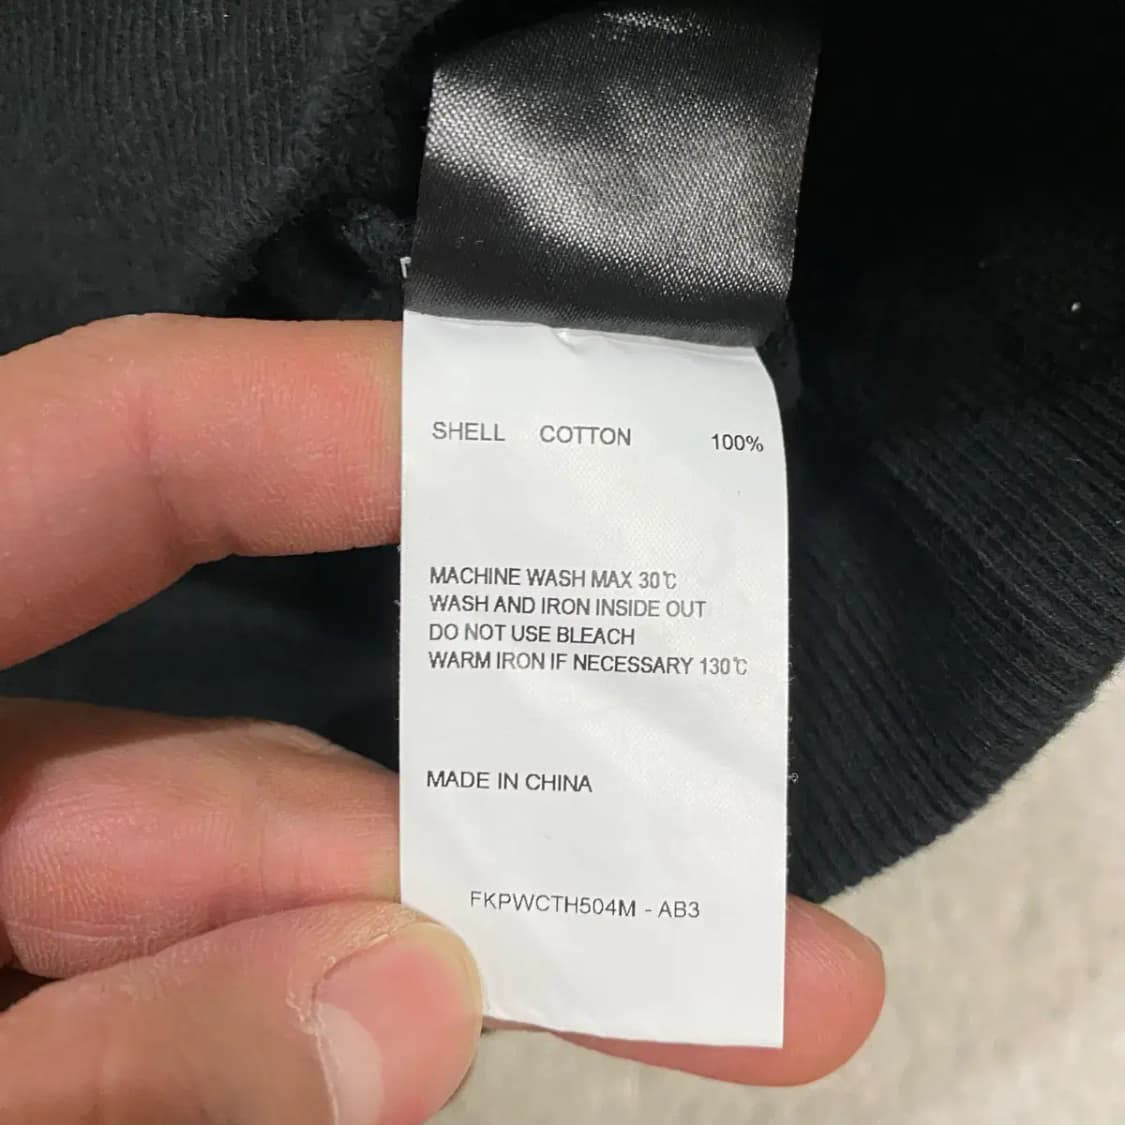 SHELL COTTON 100%
MACHINE WASH MAX 30℃
WASH AND IRON INSIDE OUT
DO NOT USE BLEACH
WARM IRON IF NECESSARY 130℃
MADE IN CHINA
FKPWCTH504M - AB3